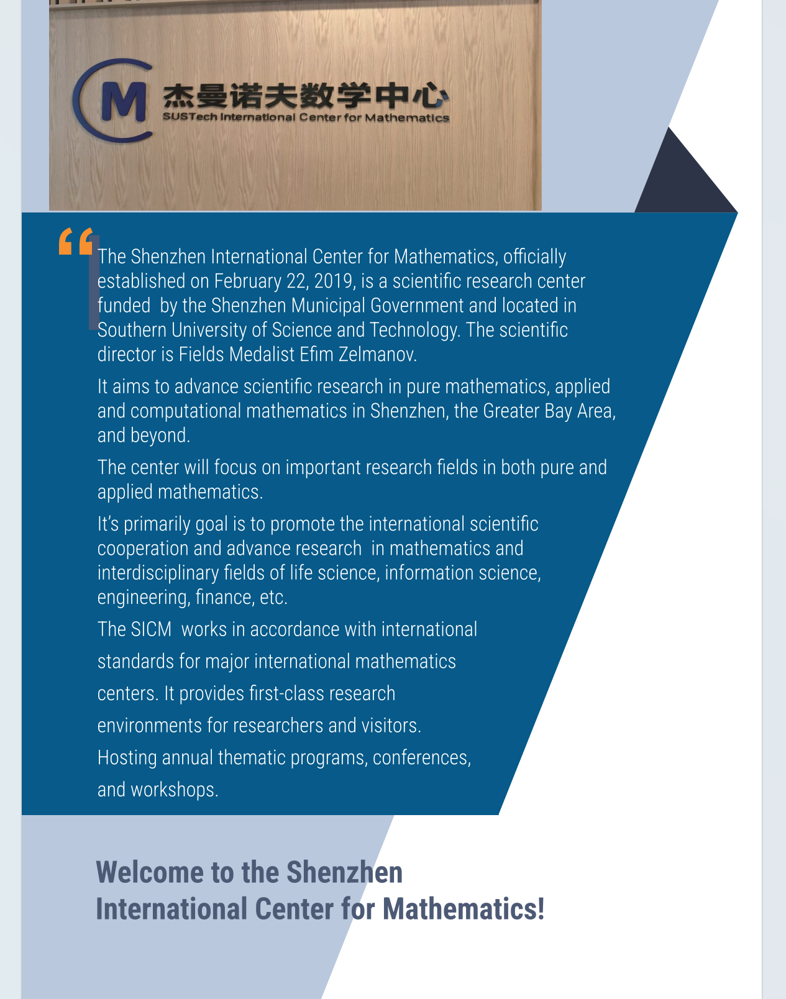 M 杰曼诺夫数学中心
SUSTech International Center for Mathematics
“
The Shenzhen International Center for Mathematics, officially
established on February 22, 2019, is a scientific research center
funded  by the Shenzhen Municipal Government and located in
Southern University of Science and Technology. The scientific
director is Fields Medalist Efim Zelmanov.
It aims to advance scientific research in pure mathematics, applied
and computational mathematics in Shenzhen, the Greater Bay Area,
and beyond.
The center will focus on important research fields in both pure and
applied mathematics.
It’s primarily goal is to promote the international scientific
cooperation and advance research  in mathematics and
interdisciplinary fields of life science, information science,
engineering, finance, etc.
The SICM  works in accordance with international
standards for major international mathematics
centers. It provides first-class research
environments for researchers and visitors.
Hosting annual thematic programs, conferences,
and workshops.
Welcome to the Shenzhen
International Center for Mathematics!